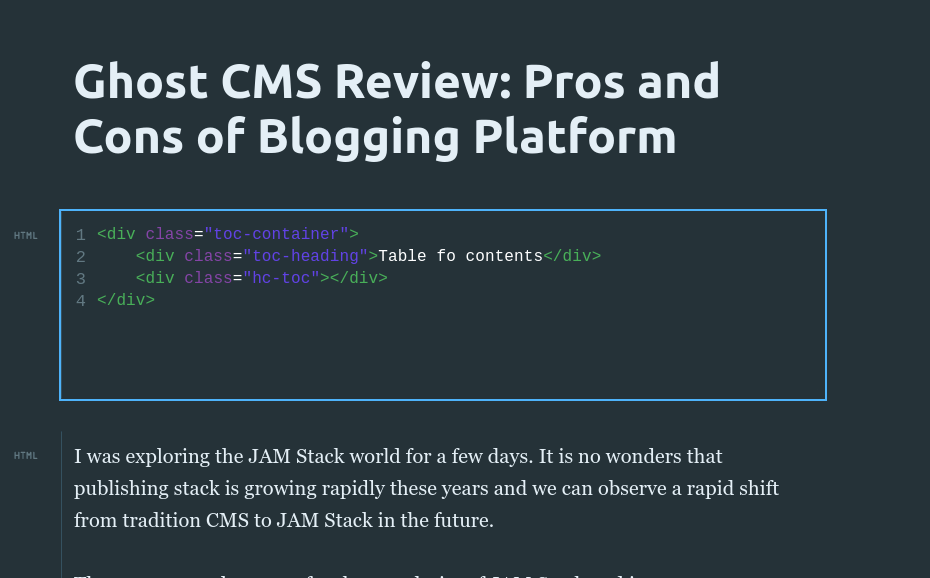 Ghost CMS Review: Pros and
Cons of Blogging Platform
HTML
1 <div class="toc-container">
2     <div class="toc-heading">Table fo contents</div>
3     <div class="hc-toc"></div>
4 </div>
HTML
I was exploring the JAM Stack world for a few days. It is no wonders that
publishing stack is growing rapidly these years and we can observe a rapid shift
from tradition CMS to JAM Stack in the future.